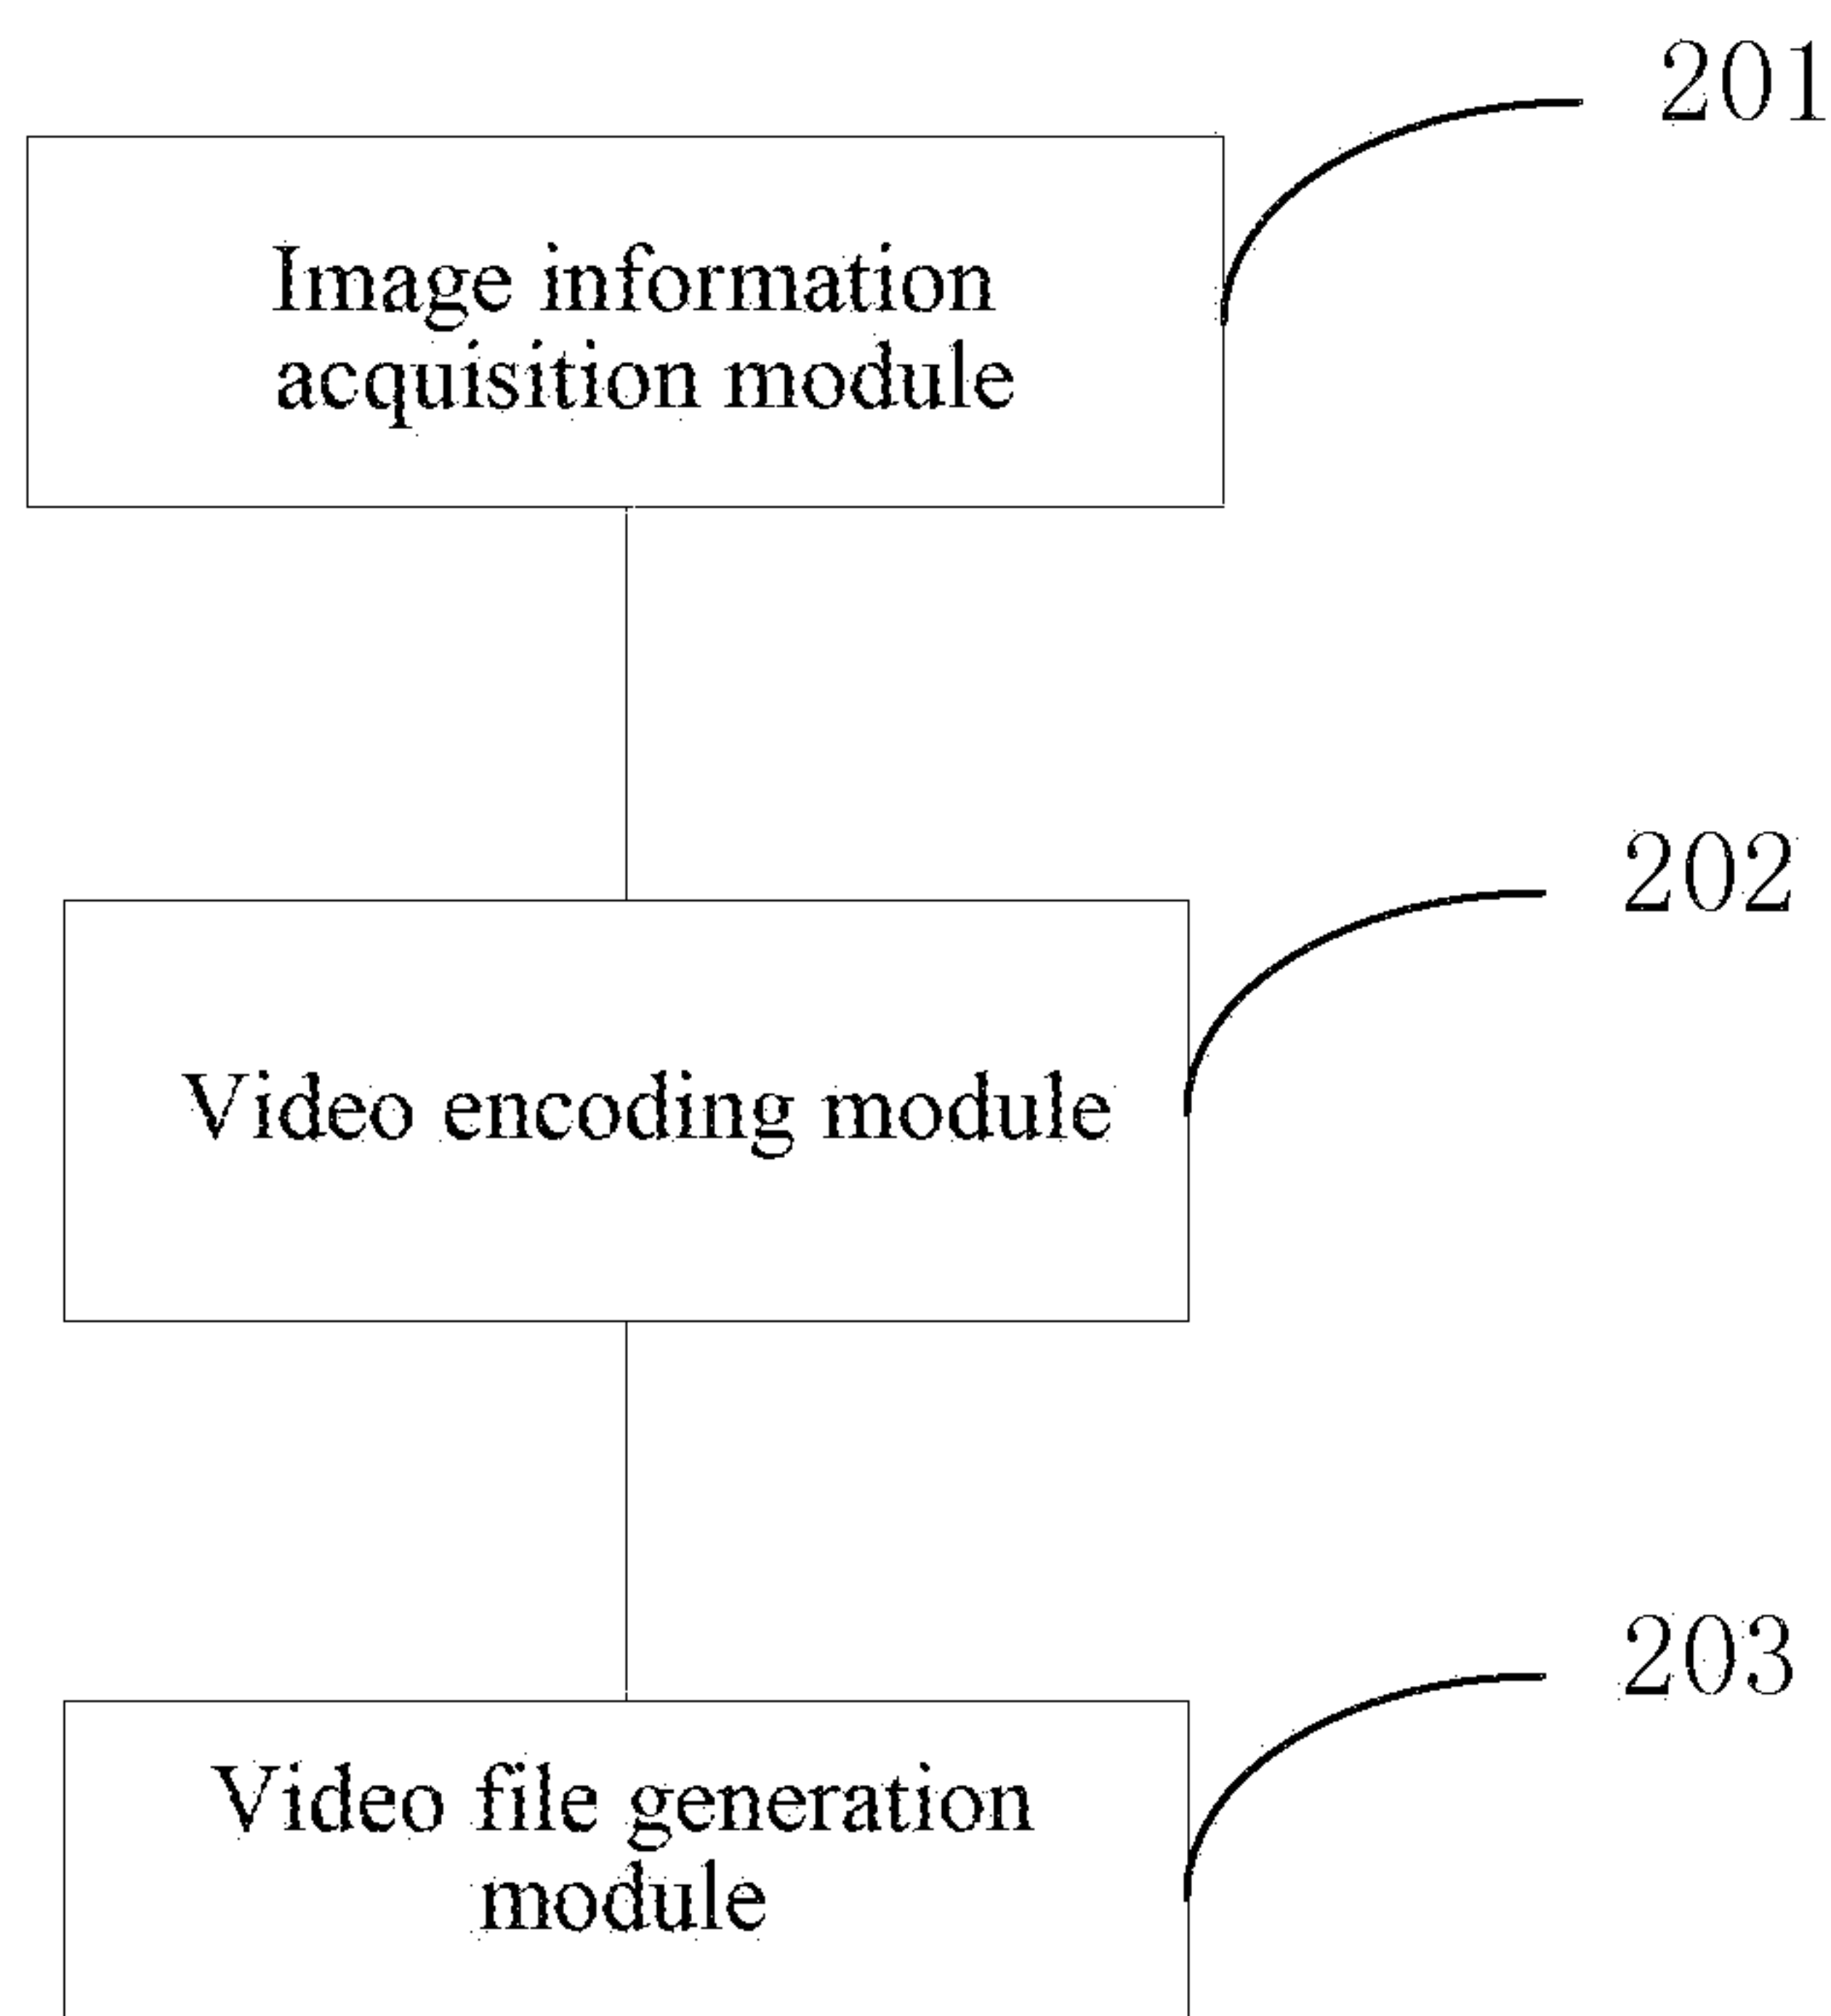 201
Image information
acquisition module
202
Video encoding module
203
Video file generation
module